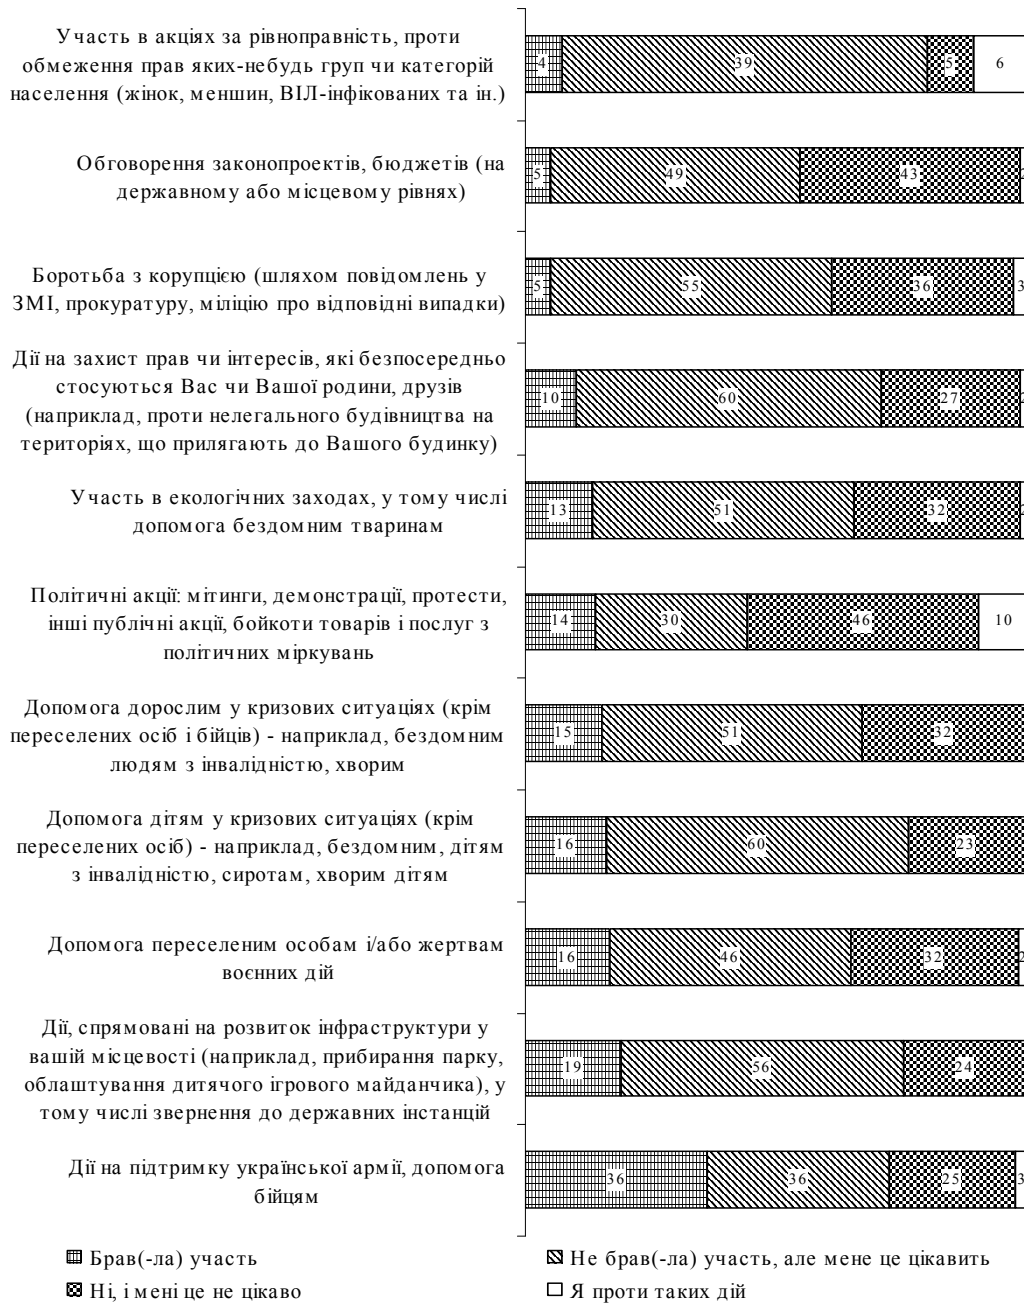 Участь в акціях за рівноправність, проти
обмеження прав яких-небудь груп чи категорій
населення (жінок, меншин, ВІЛ-інфікованих та ін.)
4 39 5 6
Обговорення законопроектів, бюджетів (на
державному або місцевому рівнях)
5 49 43 2
Боротьба з корупцією (шляхом повідомлень у
ЗМІ, прокуратуру, міліцію про відповідні випадки)
5 55 36 3
Дії на захист прав чи інтересів, які безпосередньо
стосуються Вас чи Вашої родини, друзів
(наприклад, проти нелегального будівництва на
територіях, що прилягають до Вашого будинку)
10 60 27 2
Участь в екологічних заходах, у тому числі
допомога бездомним тваринам
13 51 32 2
Політичні акції: мітинги, демонстрації, протести,
інші публічні акції, бойкоти товарів і послуг з
політичних міркувань
14 30 46 10
Допомога дорослим у кризових ситуаціях (крім
переселених осіб і бійців) - наприклад, бездомним
людям з інвалідністю, хворим
15 51 32
Допомога дітям у кризових ситуаціях (крім
переселених осіб) - наприклад, бездомним, дітям
з інвалідністю, сиротам, хворим дітям
16 60 23
Допомога переселеним особам і/або жертвам
воєнних дій
16 46 32 2
Дії, спрямовані на розвиток інфраструктури у
вашій місцевості (наприклад, прибирання парку,
облаштування дитячого ігрового майданчика), у
тому числі звернення до державних інстанцій
19 56 24
Дії на підтримку української армії, допомога
бійцям
36 36 25 3
Брав(-ла) участь
Не брав(-ла) участь, але мене це цікавить
Ні, і мені це не цікаво
Я проти таких дій